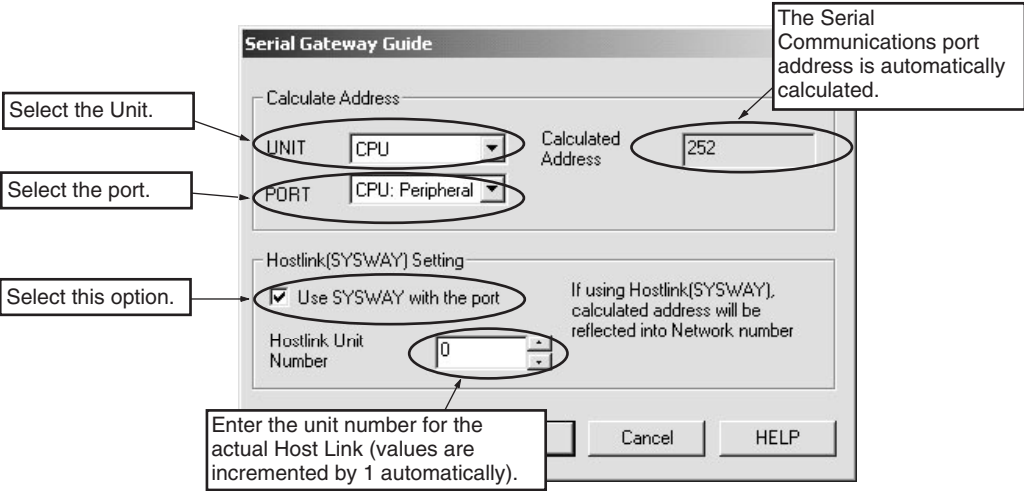 The Serial
Communications port
address is automatically
calculated.
Serial Gateway Guide
Calculate Address
Select the Unit.
UNIT
CPU
Calculated
Address
252
Select the port.
PORT
CPU: Peripheral
Hostlink(SYSWAY) Setting
Select this option.
Use SYSWAY with the port
If using Hostlink(SYSWAY),
calculated address will be
reflected into Network number
Hostlink Unit
Number
0
Enter the unit number for the
actual Host Link (values are
incremented by 1 automatically).
Cancel
HELP